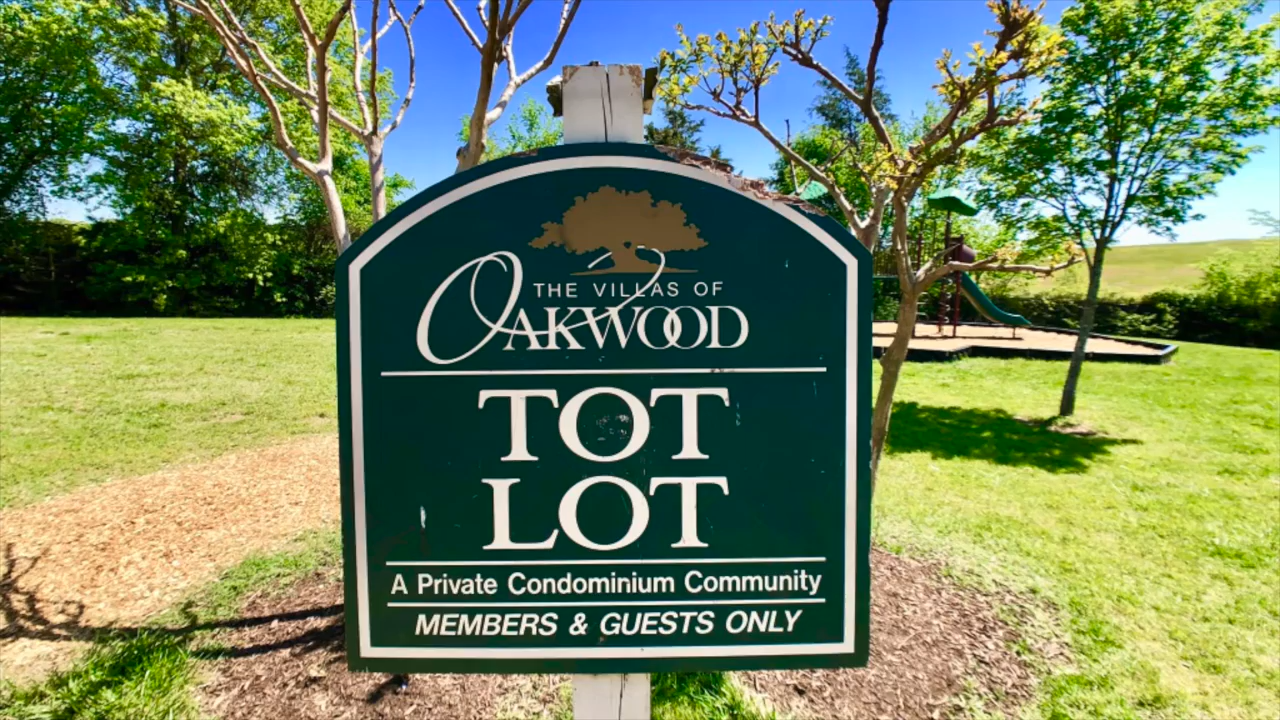 THE VILLAS OF
OAKWOOD
TOT
LOT
A Private Condominium Community
MEMBERS & GUESTS ONLY